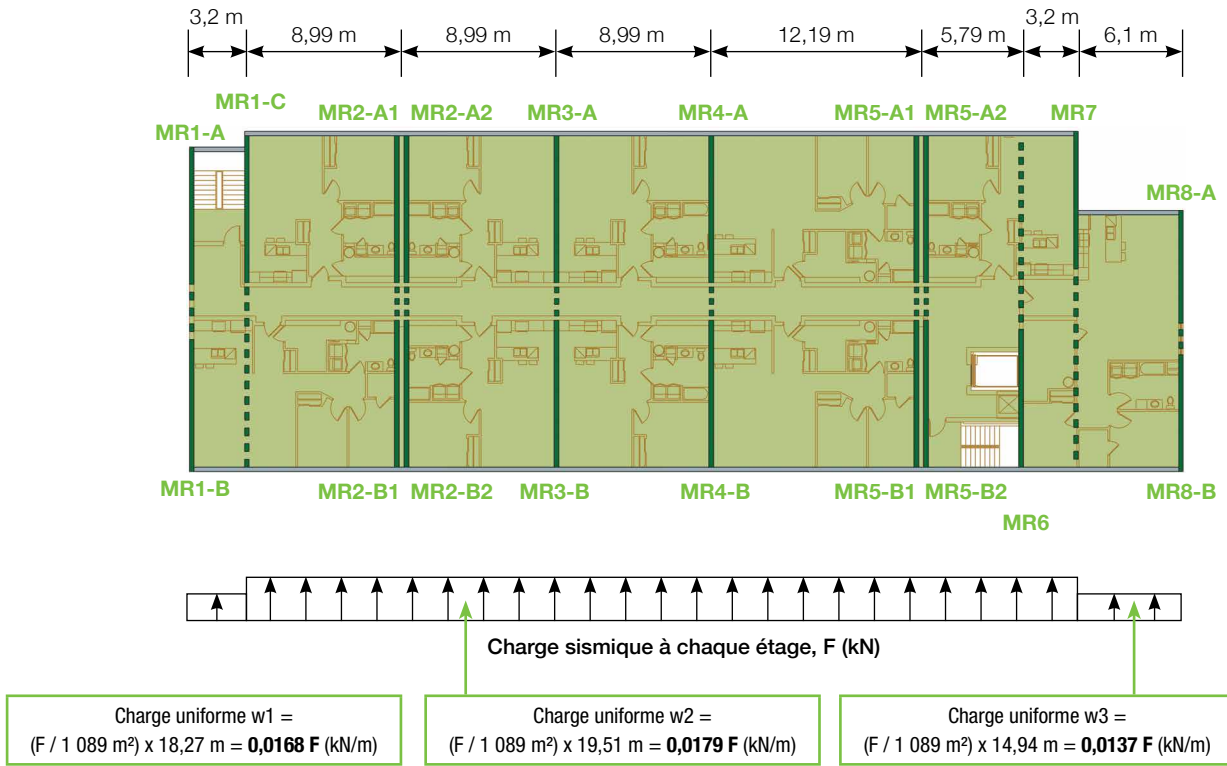 3,2 m
8,99 m
8,99 m
8,99 m
12,19 m
5,79 m
3,2 m
6,1 m
MR1-A
MR1-C
MR2-A1
MR2-A2
MR3-A
MR4-A
MR5-A1
MR5-A2
MR7
MR8-A
MR1-B
MR2-B1
MR2-B2
MR3-B
MR4-B
MR5-B1
MR5-B2
MR6
MR8-B
Charge sismique à chaque étage, F (kN)
Charge uniforme w1 =
(F / 1 089 m²) x 18,27 m = 0,0168 F (kN/m)
Charge uniforme w2=
(F / 1 089 m²) x 19,51 m = 0,0179 F (kN/m)
Charge uniforme w3=
(F / 1 089 m²) x 14,94 m = 0,0137 F (kN/m)